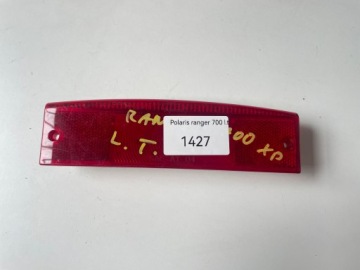 RAN 00 XP
Polaris ranger 700 l
L. T.
1427